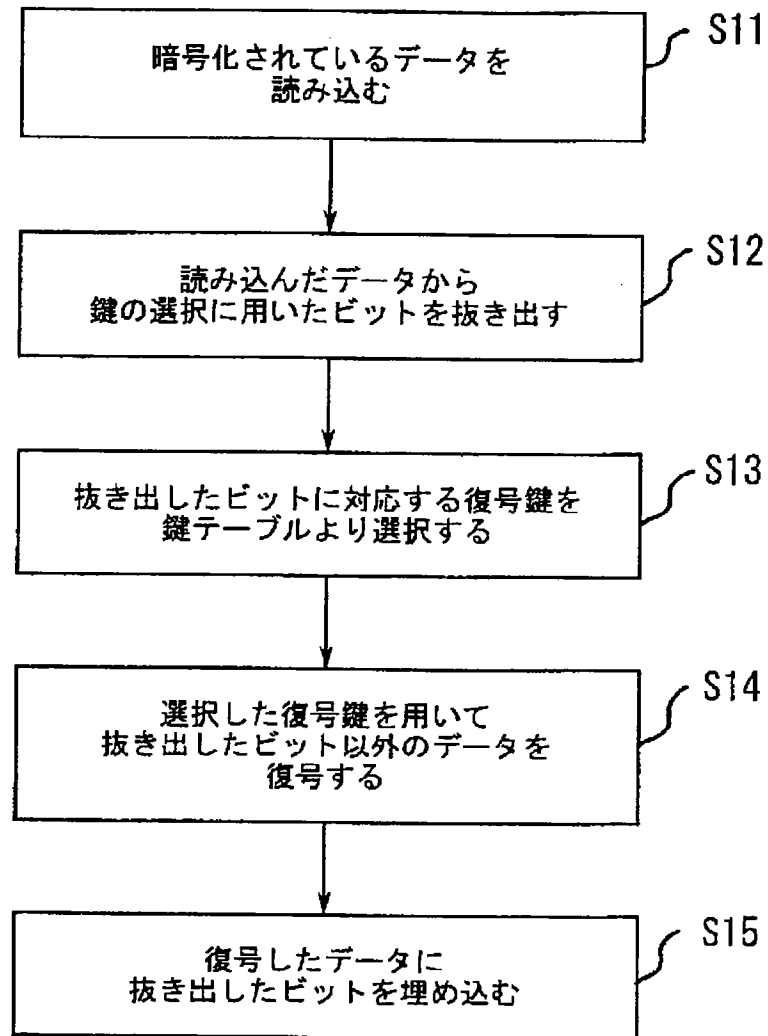 S11
暗号化されているデータを
読み込む
S12
読み込んだデータから
鍵の選択に用いたビットを抜き出す
S13
抜き出したビットに対応する復号鍵を
鍵テーブルより選択する
S14
選択した復号鍵を用いて
抜き出したビット以外のデータを
復号する
S15
復号したデータに
抜き出したビットを埋め込む